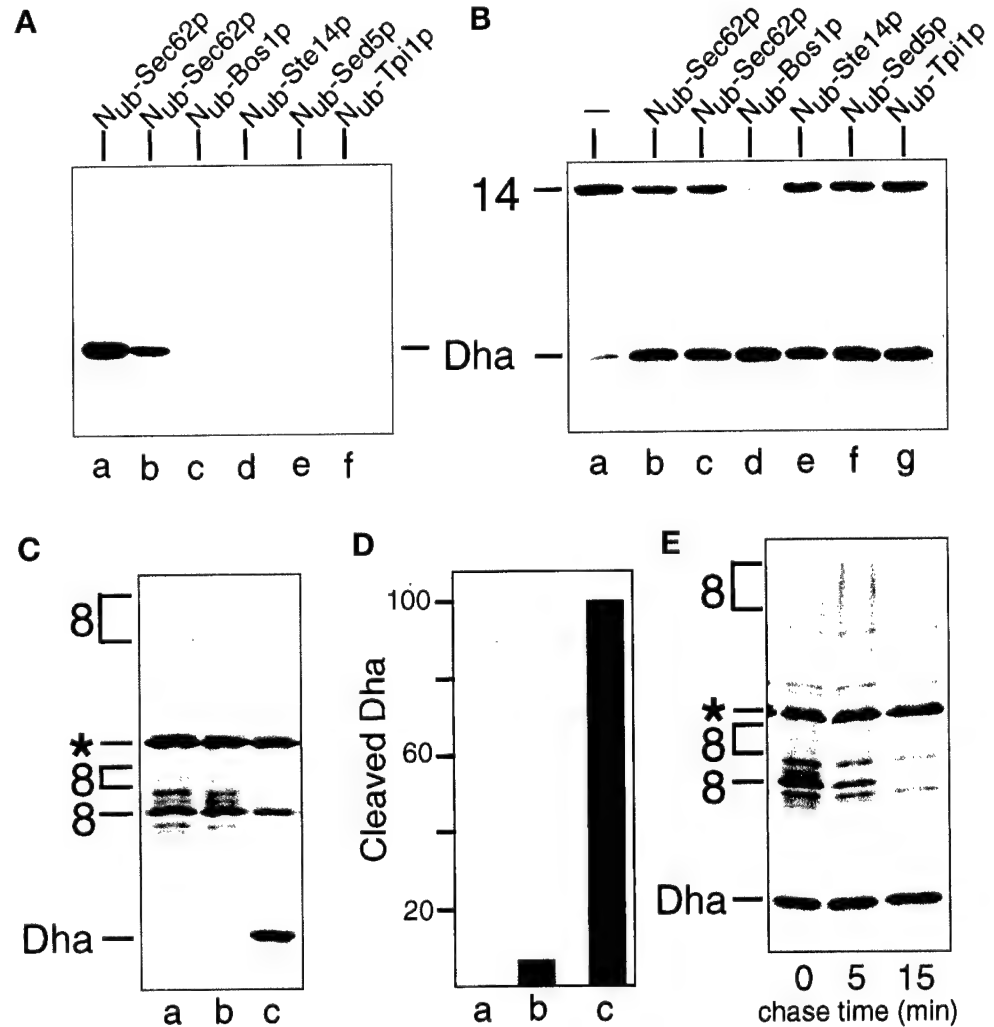 A
Nub-Sec62p
Nub-Sec62p
Nub-Bos1p
Nub-Ste14p
Nub-Sed5p
Nub-Tpi1p
a b c d e f
B
–
Nub-Sec62p
Nub-Sec62p
Nub-Bos1p
Nub-Ste14p
Nub-Sed5p
Nub-Tpi1p
14
Dha
a b c d e f g
C
8
*
8
8
Dha
a b c
D
Cleaved Dha
100
60
20
a b c
E
8
*
8
8
Dha
0 5 15
chase time (min)